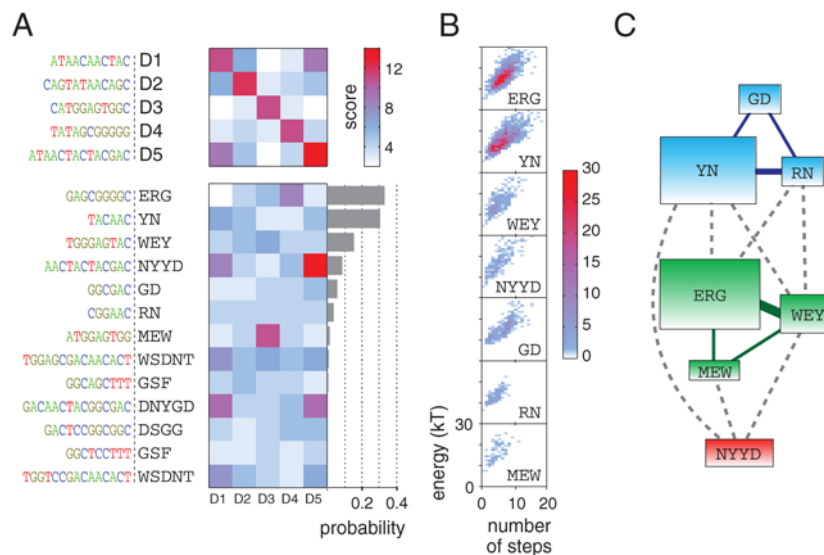 A
ATAACAACTAC D1
CAGTATAACAGC D2
CATGGAGTGGC D3
TATAGCGGGGG D4
ATAACTACTACGAC D5
score
12
8
4
GAGCGGGGC ERG
TACAAC YN
TGGGAGTAC WEY
AACTACTACGAC NYYD
GGCGAC GD
CGGAAC RN
ATGGAGTGG MEW
TGGAGCGACAACACT WSDNT
GGCAGCTTT GSF
GACAACTACGGCGAC DNYGD
GACTCCGGCGGC DSGG
GGCTCCTTT GSF
TGGTCCGACAACACT WSDNT
D1 D2 D3 D4 D5
0.2 0.4
probability
B
ERG
YN
WEY
NYYD
GD
RN
MEW
30
25
20
15
10
5
0
energy (kT)
30
0
0 10 20
number
of steps
C
GD
YN
RN
ERG
WEY
MEW
NYYD